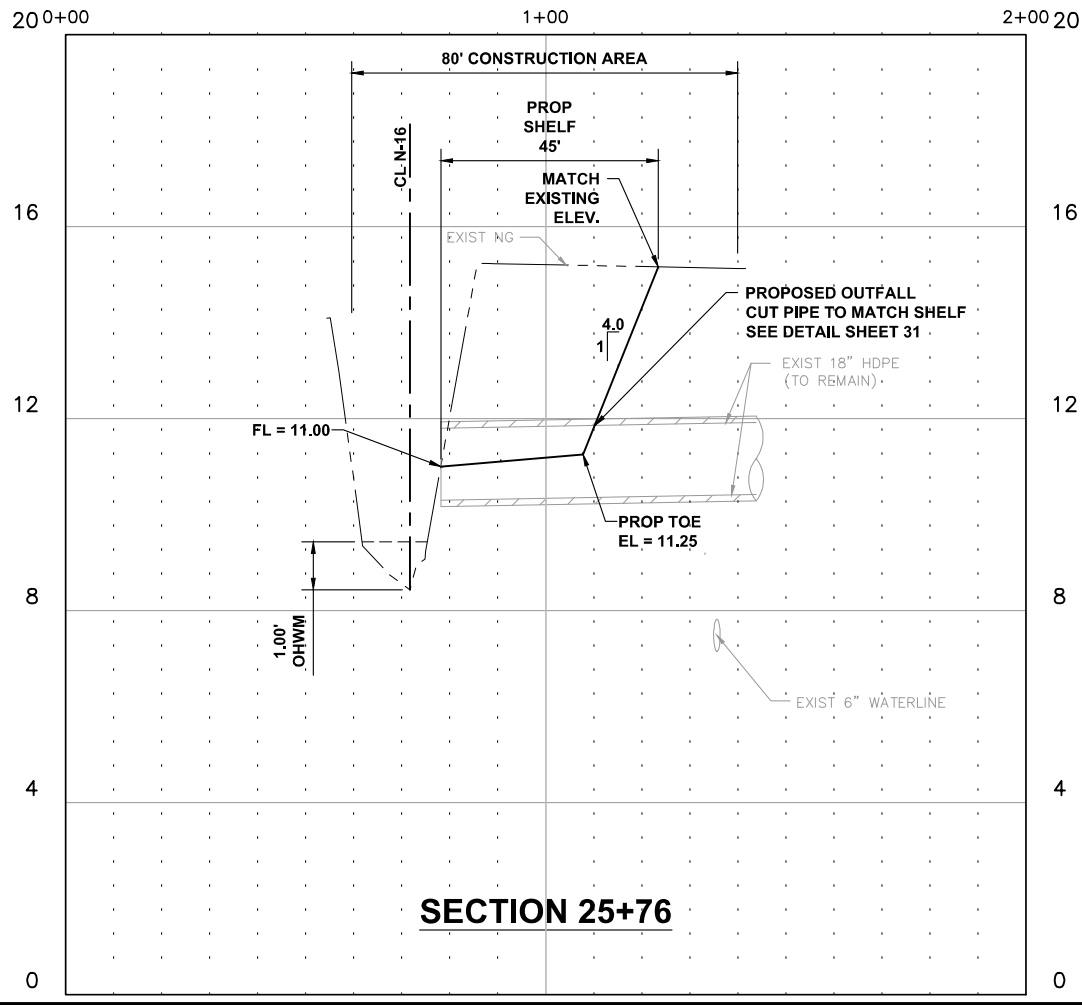 0+00
1+00
2+00
20
20
80' CONSTRUCTION AREA
PROP
SHELF
45'
CL N-16
MATCH
EXISTING
ELEV.
16
16
EXIST NG
PROPOSED OUTFALL
CUT PIPE TO MATCH SHELF
SEE DETAIL SHEET 31
4.0
1
EXIST 18" HDPE
(TO REMAIN)
12
12
FL = 11.00
PROP TOE
EL = 11.25
8
8
1.00'
OHWM
EXIST 6" WATERLINE
4
4
SECTION 25+76
0
0